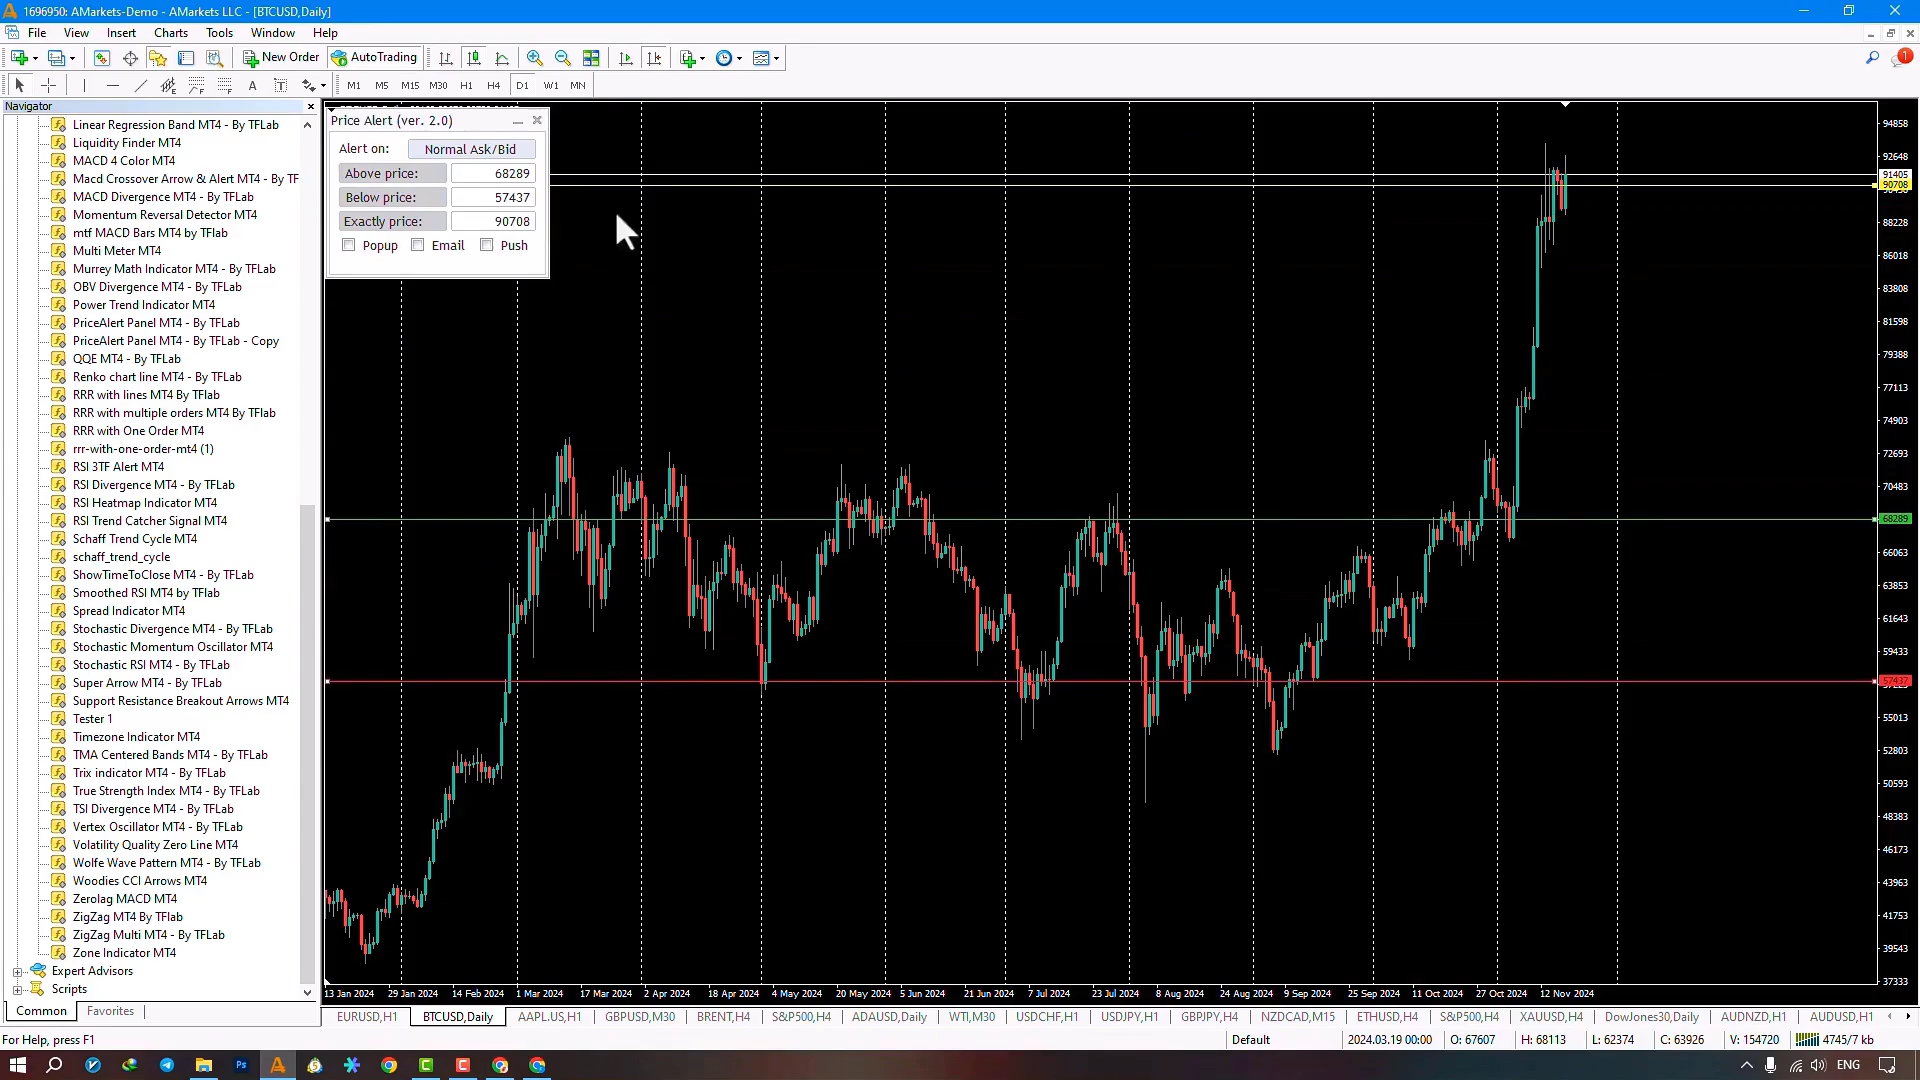 1696950: AMarkets-Demo - AMarkets LLC - [BTCUSD,Daily]
File View Insert Charts Tools Window Help
New Order AutoTrading 1
A T M1 M5 M15 M30 H1 H4 D1 W1 MN
Navigator
Linear Regression Band MT4 - By TFLab
Liquidity Finder MT4
MACD 4 Color MT4
Macd Crossover Arrow & Alert MT4 - By TF
MACD Divergence MT4 - By TFLab
Momentum Reversal Detector MT4
mtf MACD Bars MT4 by TFlab
Multi Meter MT4
Murrey Math Indicator MT4 - By TFLab
OBV Divergence MT4 - By TFLab
Power Trend Indicator MT4
PriceAlert Panel MT4 - By TFLab
PriceAlert Panel MT4 - By TFLab - Copy
QQE MT4 - By TFLab
Renko chart line MT4 - By TFLab
RRR with lines MT4 By TFlab
RRR with multiple orders MT4 By TFlab
RRR with One Order MT4
rrr-with-one-order-mt4 (1)
RSI 3TF Alert MT4
RSI Divergence MT4 - By TFLab
RSI Heatmap Indicator MT4
RSI Trend Catcher Signal MT4
Schaff Trend Cycle MT4
schaff_trend_cycle
ShowTimeToClose MT4 - By TFLab
Smoothed RSI MT4 by TFlab
Spread Indicator MT4
Stochastic Divergence MT4 - By TFLab
Stochastic Momentum Oscillator MT4
Stochastic RSI MT4 - By TFLab
Super Arrow MT4 - By TFLab
Support Resistance Breakout Arrows MT4
Tester 1
Timezone Indicator MT4
TMA Centered Bands MT4 - By TFLab
Trix indicator MT4 - By TFLab
True Strength Index MT4 - By TFLab
TSI Divergence MT4 - By TFLab
Vertex Oscillator MT4 - By TFLab
Volatility Quality Zero Line MT4
Wolfe Wave Pattern MT4 - By TFLab
Woodies CCI Arrows MT4
Zerolag MACD MT4
ZigZag MT4 By TFlab
ZigZag Multi MT4 - By TFLab
Zone Indicator MT4
Expert Advisors
Scripts
Common Favorites
Price Alert (ver. 2.0)
Alert on: Normal Ask/Bid
Above price: 68289
Below price: 57437
Exactly price: 90708
Popup Email Push
94858
92648
91405
90708
88228
86018
83808
81598
79388
77113
74903
72693
70483
68289
66063
63853
61643
59433
57437
55013
52803
50593
48383
46173
43963
41753
39543
37333
13 Jan 2024 29 Jan 2024 14 Feb 2024 1 Mar 2024 17 Mar 2024 2 Apr 2024 18 Apr 2024 4 May 2024 20 May 2024 5 Jun 2024 21 Jun 2024 7 Jul 2024 23 Jul 2024 8 Aug 2024 24 Aug 2024 9 Sep 2024 25 Sep 2024 11 Oct 2024 27 Oct 2024 12 Nov 2024
EURUSD,H1 BTCUSD,Daily AAPL.US,H1 GBPUSD,M30 BRENT,H4 S&P500,H4 ADAUSD,Daily WTI,M30 USDCHF,H1 USDJPY,H1 GBPJPY,H4 NZDCAD,M15 ETHUSD,H4 S&P500,H4 XAUUSD,H4 DowJones30,Daily AUDNZD,H1 AUDUSD,H1
For Help, press F1 Default 2024.03.19 00:00 O: 67607 H: 68113 L: 62374 C: 63926 V: 154720 4745/7 kb
Ps ENG